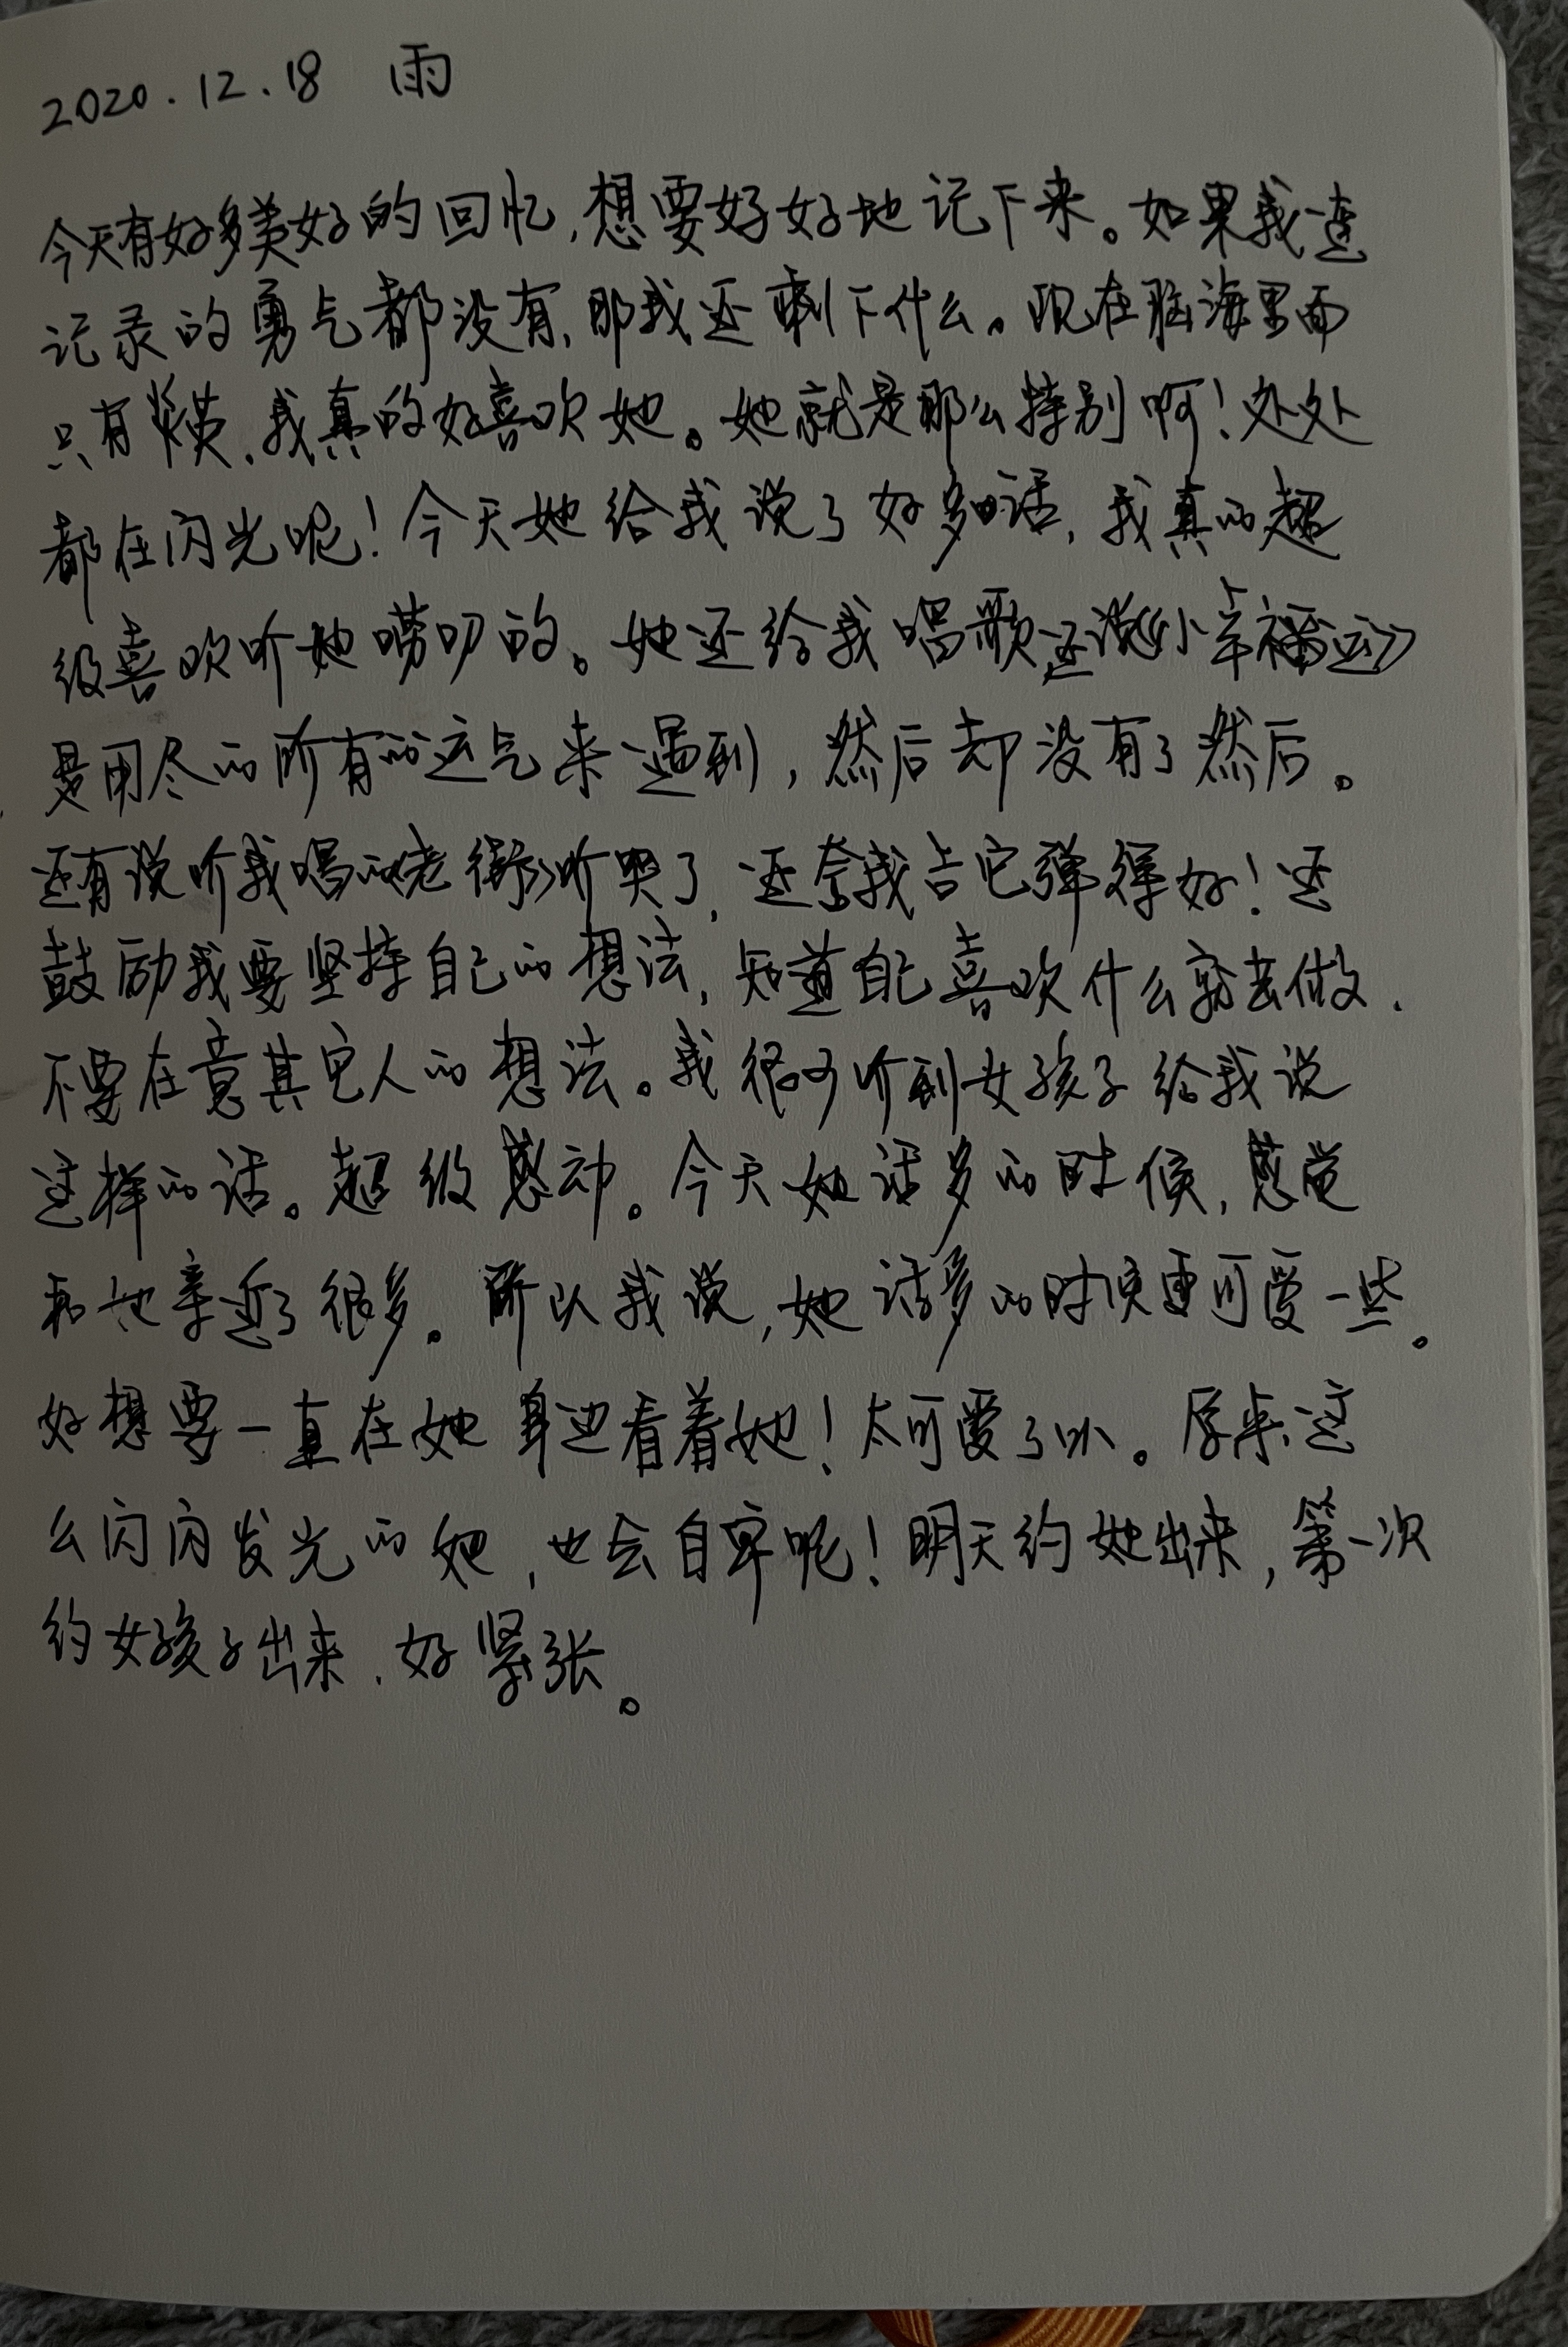 2020.12.18 雨
今天有好多美好的回忆,想要好好地记下来。如果我连
记录的勇气都没有,那我还剩下什么。现在脑海里面
只有,我真的好喜欢她。她就是那么特别啊!处处
都在闪光呢!今天她给我说了好多话,我真的超
级喜欢听她唠叨的。她还给我唱歌还说《小幸运》
是用尽的所有的运气来遇到,然后却没有了然后。
还有说听我唱的《老街》听哭了,还夸我吉它弹得好!还
鼓励我要坚持自己的想法,知道自己喜欢什么就去做.
不要在意其它人的想法。我很少听到女孩子给我说
这样的话。超级感动。今天她话多的时候,感觉
和她亲近了很多。所以我说,她话多的时候更可爱一些。
好想要一直在她身边看着她!太可爱了叭。原来这
么闪闪发光的她,也会自卑呢!明天约她出来,第一次
约女孩子出来.好紧张。